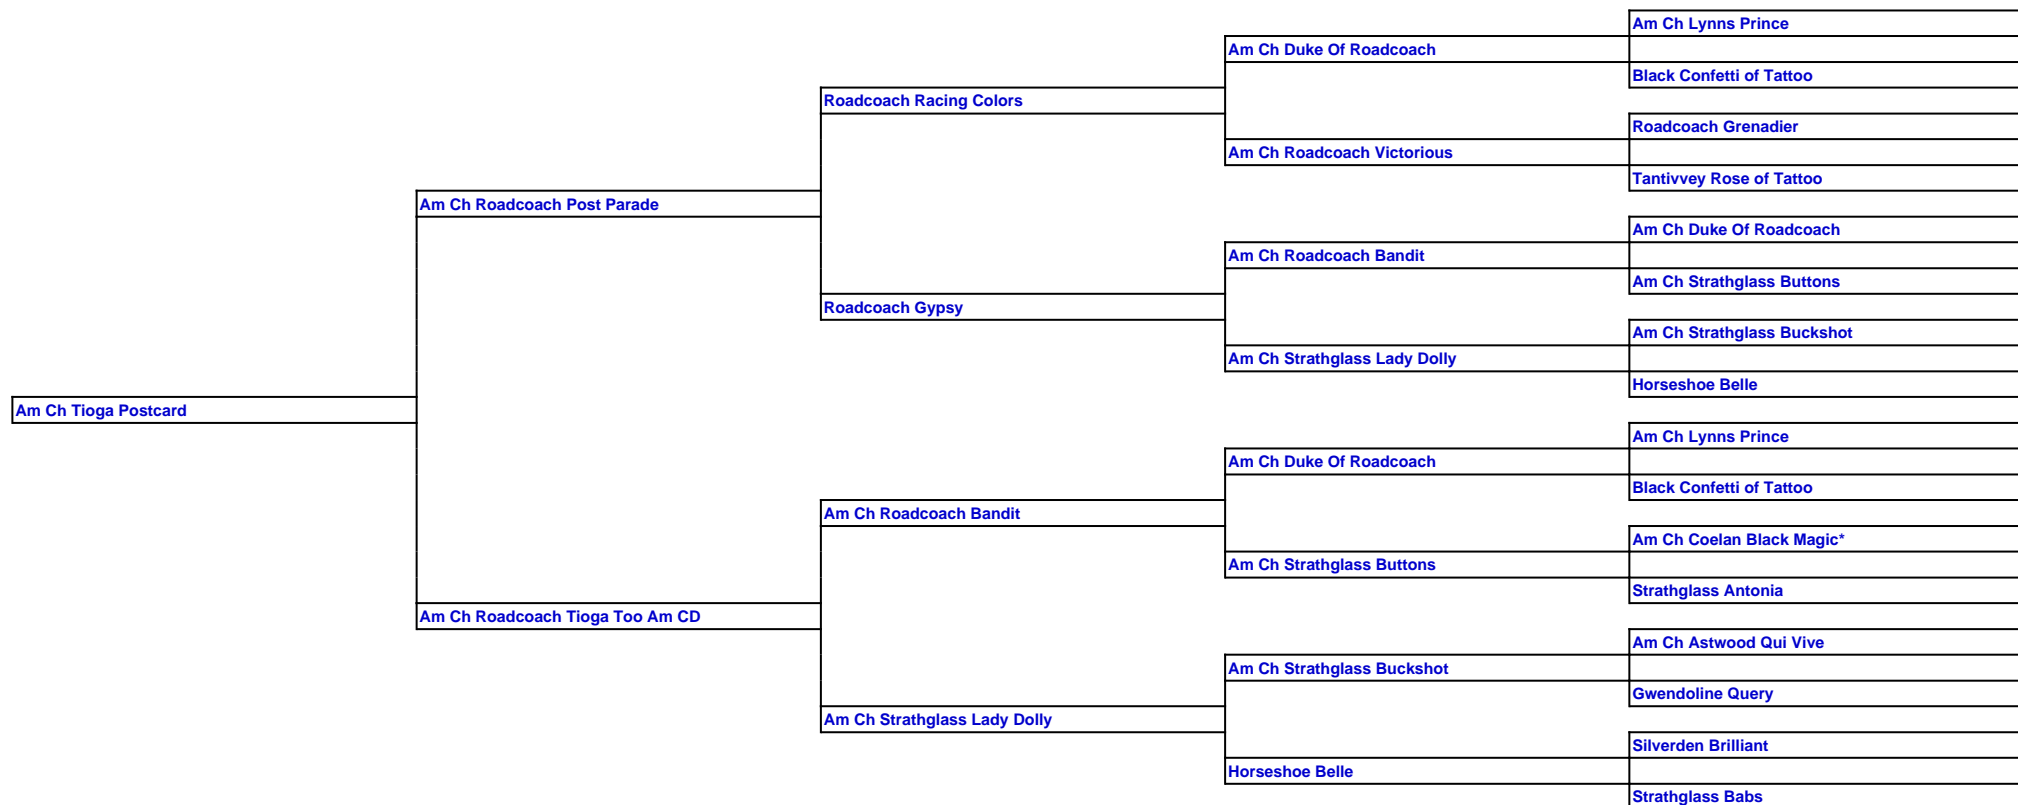 Am Ch Lynns Prince
Am Ch Duke Of Roadcoach
Black Confetti of Tattoo
Roadcoach Racing Colors
Roadcoach Grenadier
Am Ch Roadcoach Victorious
Tantivvey Rose of Tattoo
Am Ch Roadcoach Post Parade
Am Ch Duke Of Roadcoach
Am Ch Roadcoach Bandit
Am Ch Strathglass Buttons
Roadcoach Gypsy
Am Ch Strathglass Buckshot
Am Ch Strathglass Lady Dolly
Horseshoe Belle
Am Ch Tioga Postcard
Am Ch Lynns Prince
Am Ch Duke Of Roadcoach
Black Confetti of Tattoo
Am Ch Roadcoach Bandit
Am Ch Coelan Black Magic*
Am Ch Strathglass Buttons
Strathglass Antonia
Am Ch Roadcoach Tioga Too Am CD
Am Ch Astwood Qui Vive
Am Ch Strathglass Buckshot
Gwendoline Query
Am Ch Strathglass Lady Dolly
Silverden Brilliant
Horseshoe Belle
Strathglass Babs